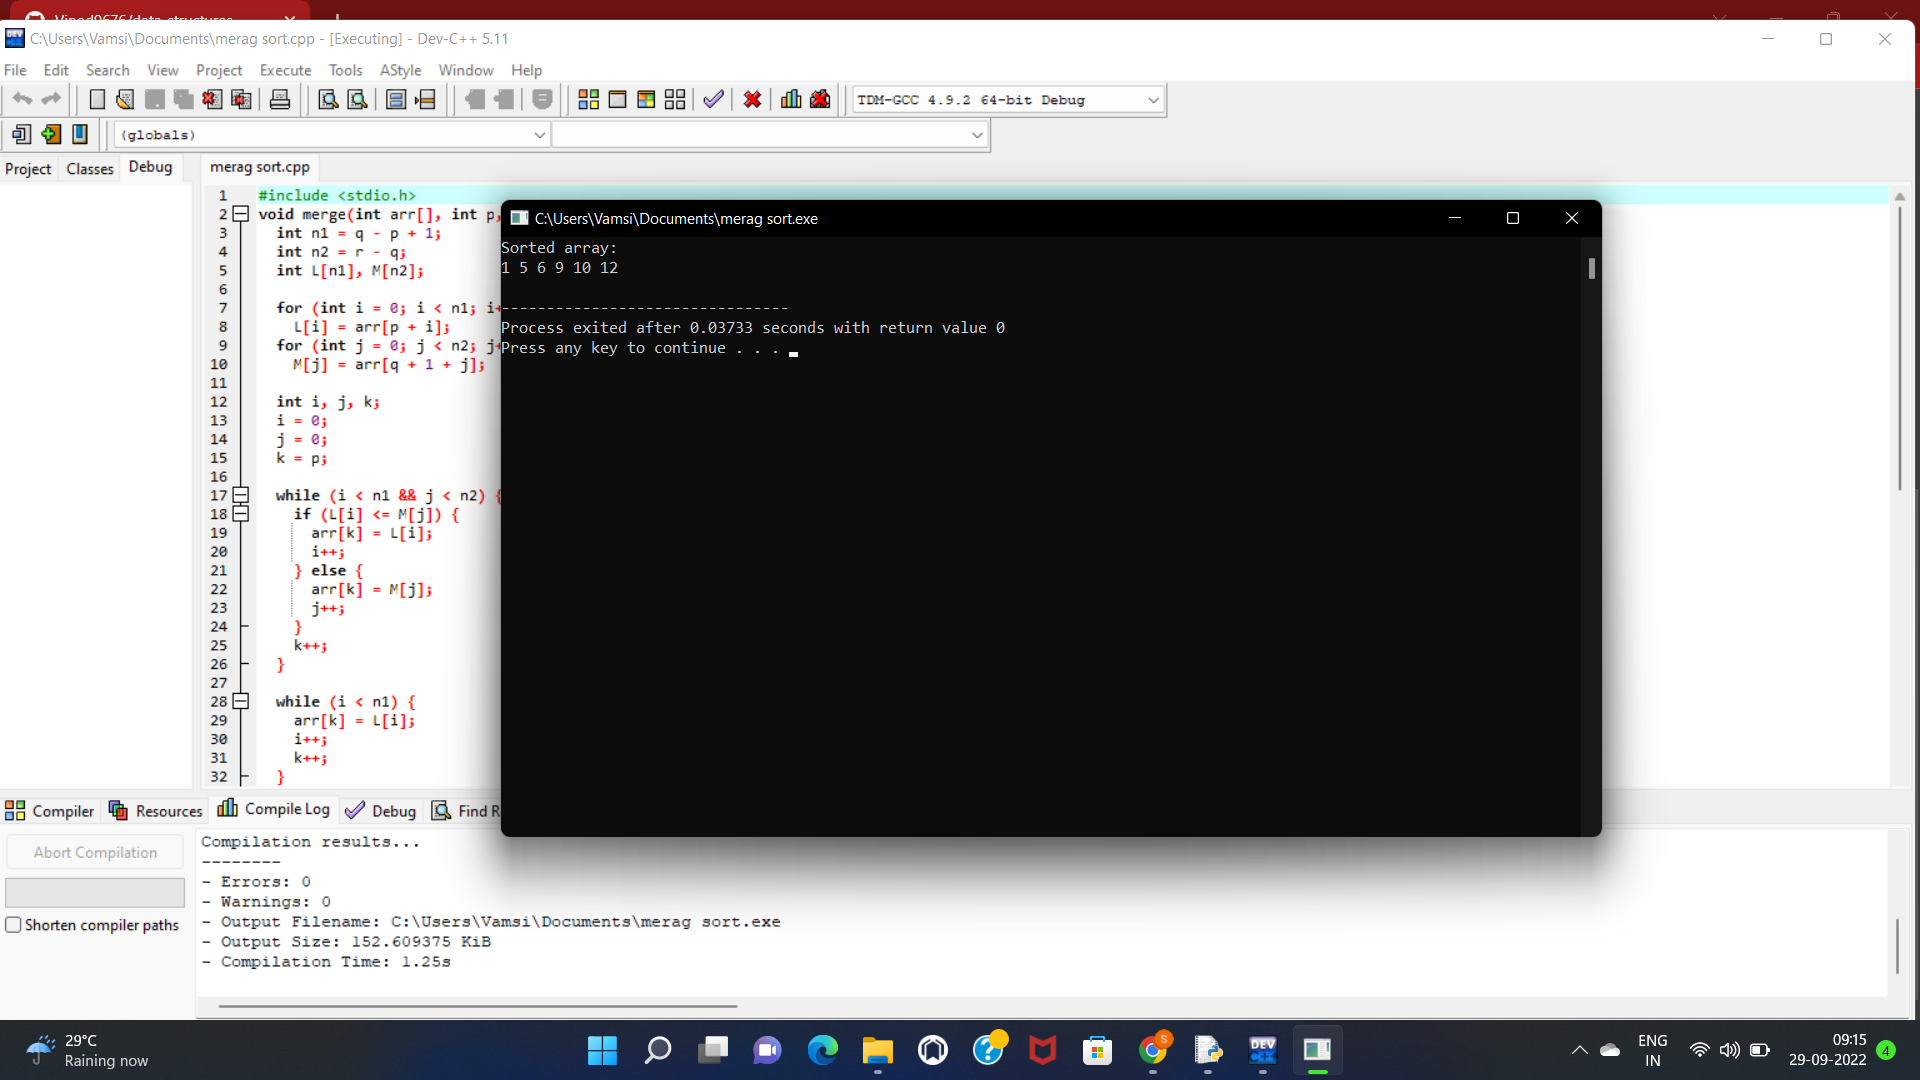 Vinod9676/data-structures
C:\Users\Vamsi\Documents\merag sort.cpp - [Executing] - Dev-C++ 5.11
File Edit Search View Project Execute Tools AStyle Window Help
TDM-GCC 4.9.2 64-bit Debug
(globals)
Project Classes Debug merag sort.cpp
1 #include <stdio.h>
2 void merge(int arr[], int p,
3 int n1 = q - p + 1;
4 int n2 = r - q;
5 int L[n1], M[n2];
6
7 for (int i = 0; i < n1; i+
8 L[i] = arr[p + i];
9 for (int j = 0; j < n2; j+
10 M[j] = arr[q + 1 + j];
11
12 int i, j, k;
13 i = 0;
14 j = 0;
15 k = p;
16
17 while (i < n1 && j < n2) {
18 if (L[i] <= M[j]) {
19 arr[k] = L[i];
20 i++;
21 } else {
22 arr[k] = M[j];
23 j++;
24 }
25 k++;
26 }
27
28 while (i < n1) {
29 arr[k] = L[i];
30 i++;
31 k++;
32 }
C:\Users\Vamsi\Documents\merag sort.exe
Sorted array:
1 5 6 9 10 12
--------------------------------
Process exited after 0.03733 seconds with return value 0
Press any key to continue . . .
Compiler Resources Compile Log Debug Find R
Abort Compilation
Shorten compiler paths
Compilation results...
--------
- Errors: 0
- Warnings: 0
- Output Filename: C:\Users\Vamsi\Documents\merag sort.exe
- Output Size: 152.609375 KiB
- Compilation Time: 1.25s
29°C
Raining now
ENG
IN
09:15
29-09-2022
4